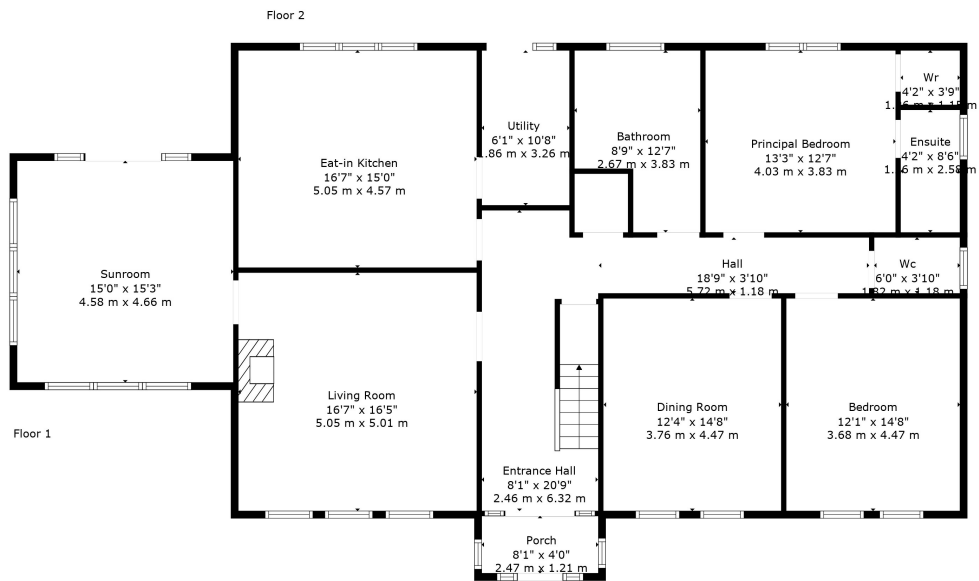 Floor 2
Wr
4'2" x 3'9"
Utility
6'1" x 10'8"
1.86 m x 3.26 m
Bathroom
8'9" x 12'7"
2.67 m x 3.83 m
Principal Bedroom
13'3" x 12'7"
4.03 m x 3.83 m
Ensuite
4'2" x 8'6"
Eat-in Kitchen
16'7" x 15'0"
5.05 m x 4.57 m
Sunroom
15'0" x 15'3"
4.58 m x 4.66 m
Hall
18'9" x 3'10"
5.72 m x 1.18 m
Wc
6'0" x 3'10"
1.82 m x 1.18 m
Living Room
16'7" x 16'5"
5.05 m x 5.01 m
Dining Room
12'4" x 14'8"
3.76 m x 4.47 m
Bedroom
12'1" x 14'8"
3.68 m x 4.47 m
Floor 1
Entrance Hall
8'1" x 20'9"
2.46 m x 6.32 m
Porch
8'1" x 4'0"
2.47 m x 1.21 m